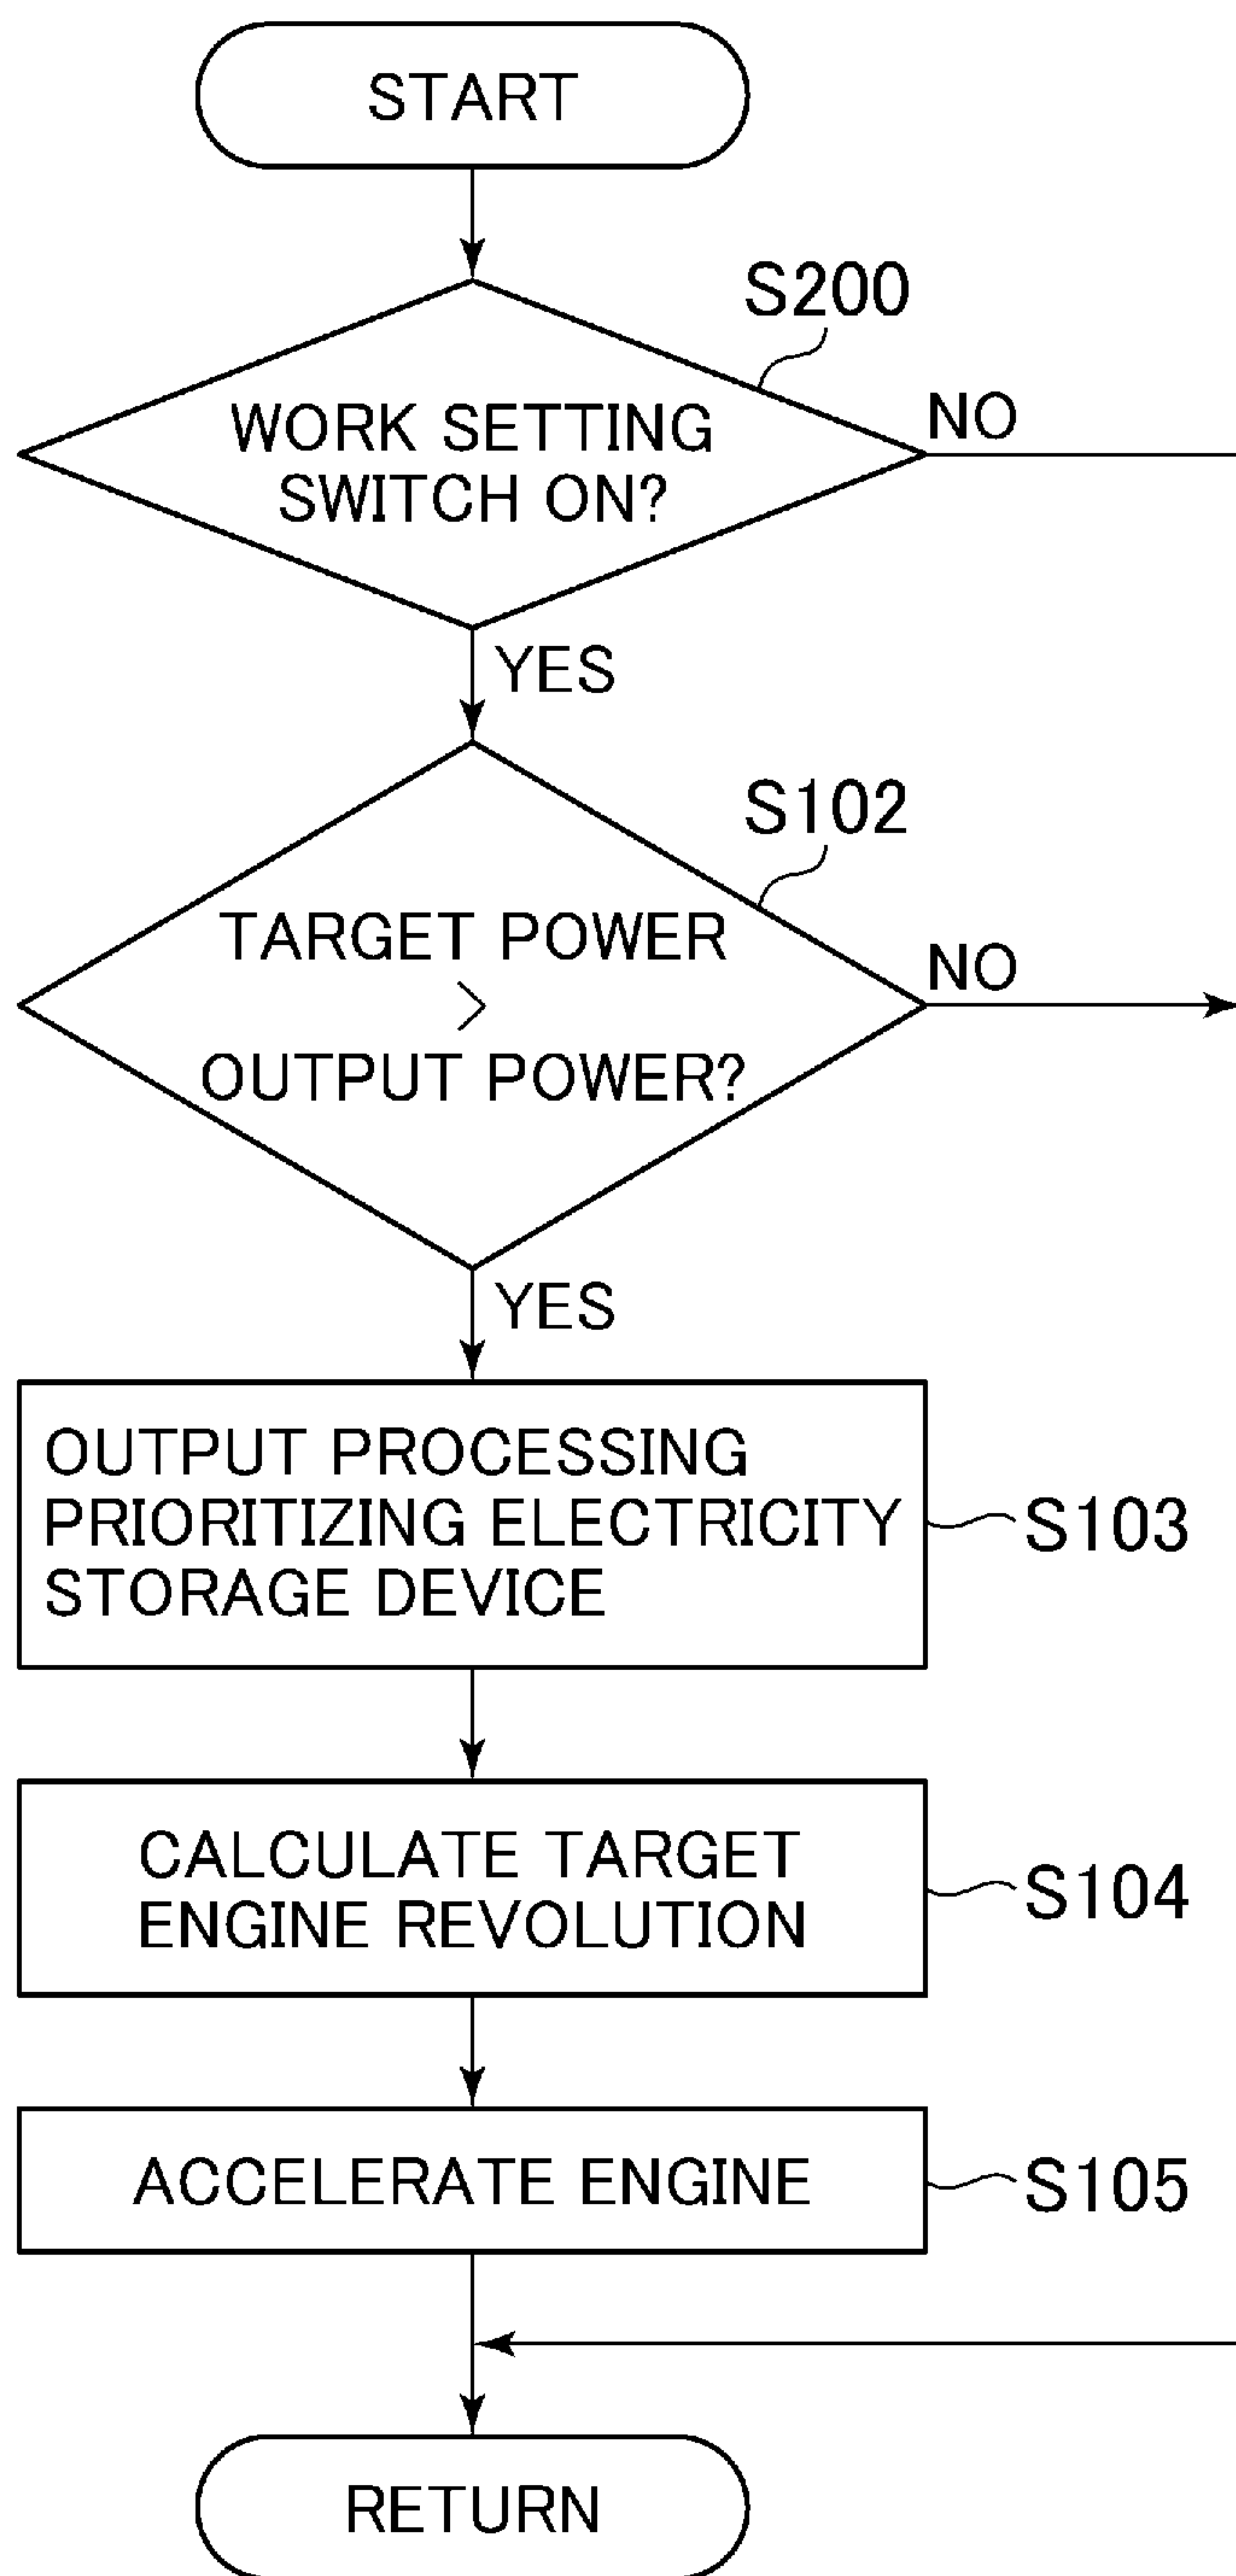 START
S200
WORK SETTING
SWITCH ON?
NO
YES
S102
TARGET POWER
>
OUTPUT POWER?
NO
YES
OUTPUT PROCESSING
PRIORITIZING ELECTRICITY
STORAGE DEVICE
S103
CALCULATE TARGET
ENGINE REVOLUTION
S104
ACCELERATE ENGINE
S105
RETURN